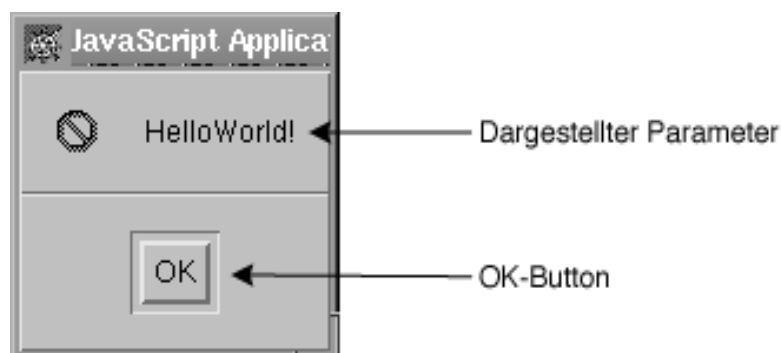 JavaScript Applica
HelloWorld!
Dargestellter Parameter
OK
OK-Button